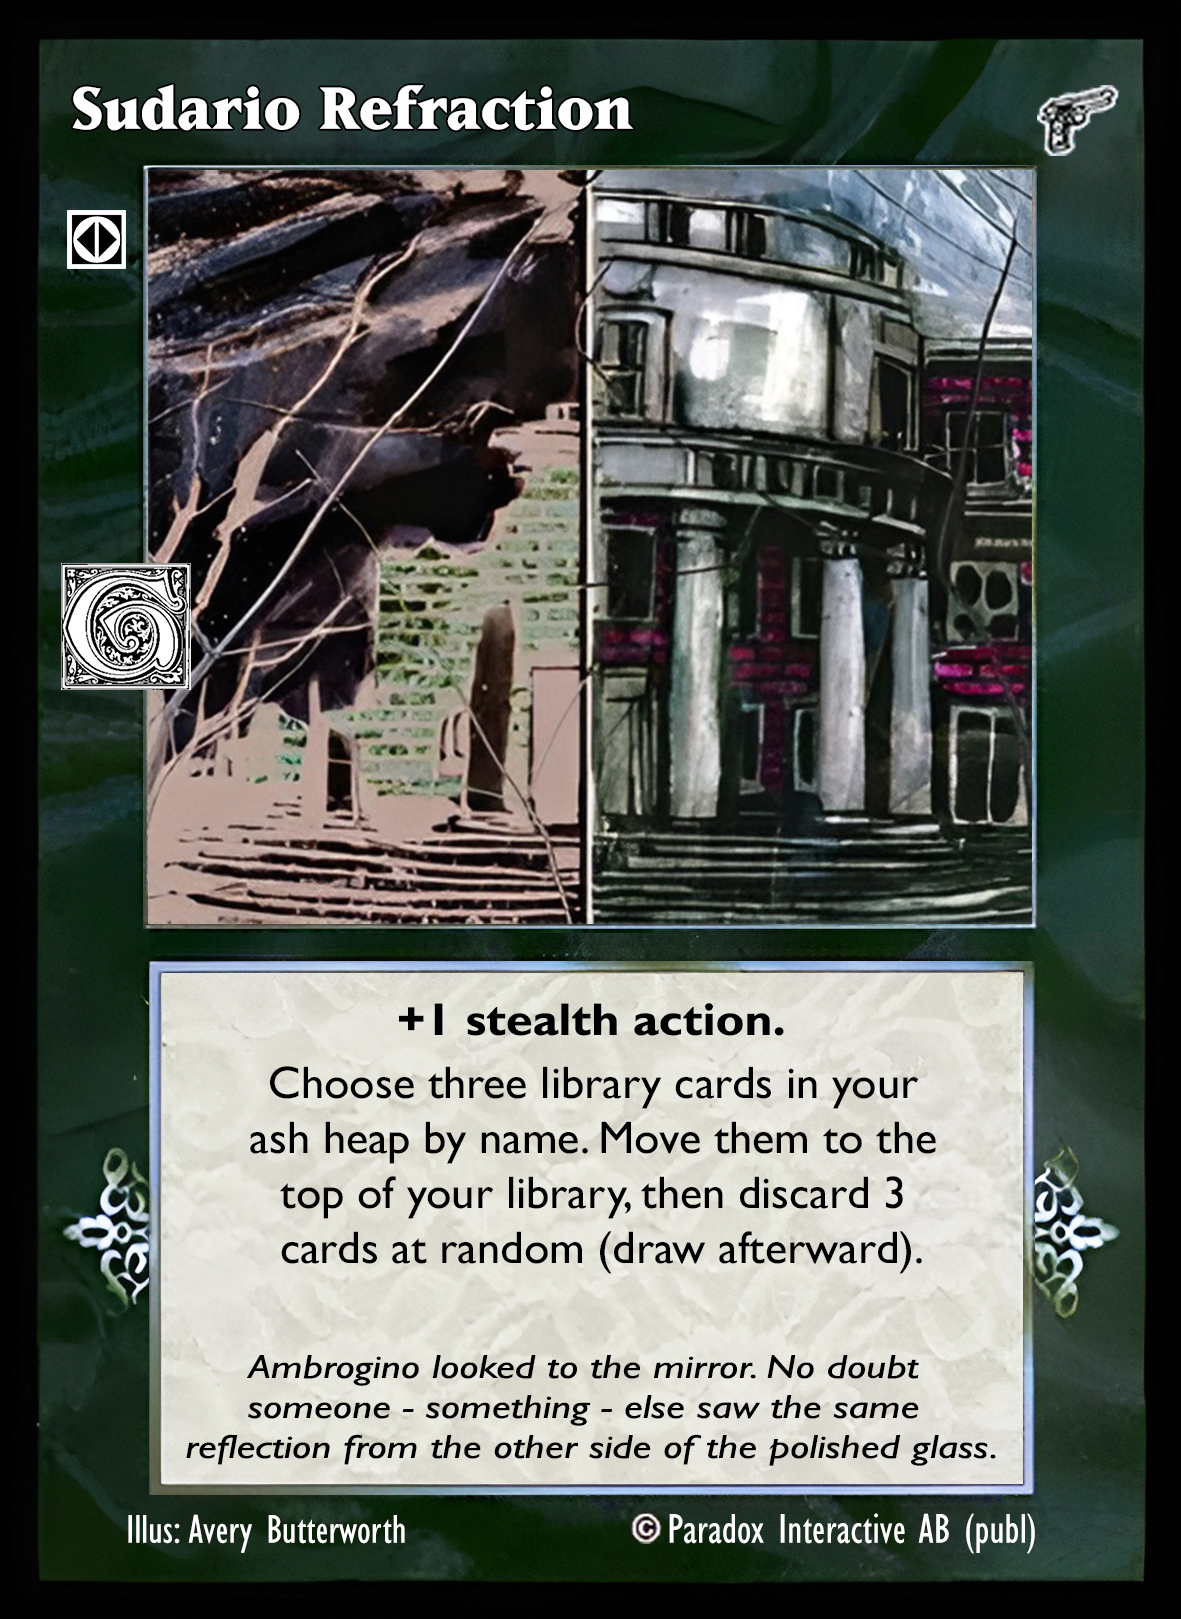 Sudario Refraction
G
+1 stealth action.
Choose three library cards in your
ash heap by name. Move them to the
top of your library, then discard 3
cards at random (draw afterward).
Ambrogino looked to the mirror. No doubt
someone - something - else saw the same
reflection from the other side of the polished glass.
Illus: Avery Butterworth
© Paradox Interactive AB (publ)